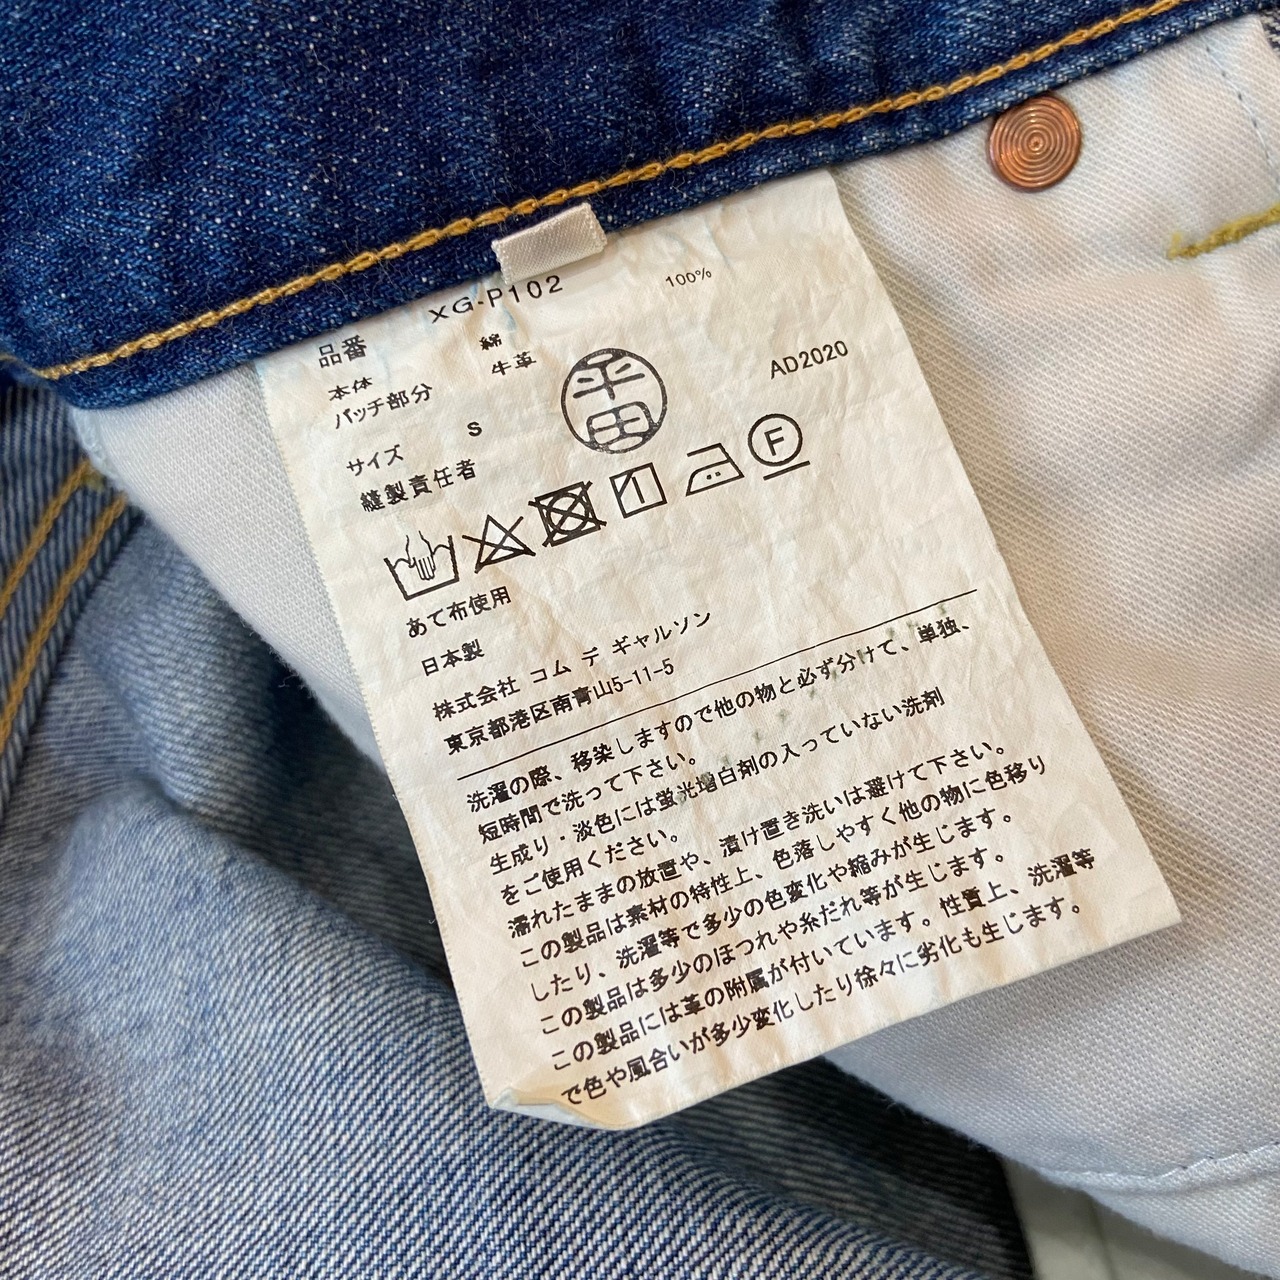 品番 XG-P102
本体 綿 100%
パッチ部分 牛革
サイズ S
縫製責任者 平田 AD2020
F
あて布使用
日本製
株式会社 コム デ ギャルソン
東京都港区南青山5-11-5
洗濯の際、移染しますので他の物と必ず分けて、単独、
短時間で洗って下さい。
生成り・淡色には蛍光増白剤の入っていない洗剤
をご使用ください。
濡れたままの放置や、漬け置き洗いは避けて下さい。
この製品は素材の特性上、色落しやすく他の物に色移り
したり、洗濯等で多少の色変化や縮みが生じます。
この製品は多少のほつれや糸だれ等が生じます。
この製品には革の附属が付いています。性質上、洗濯等
で色や風合いが多少変化したり徐々に劣化も生じます。